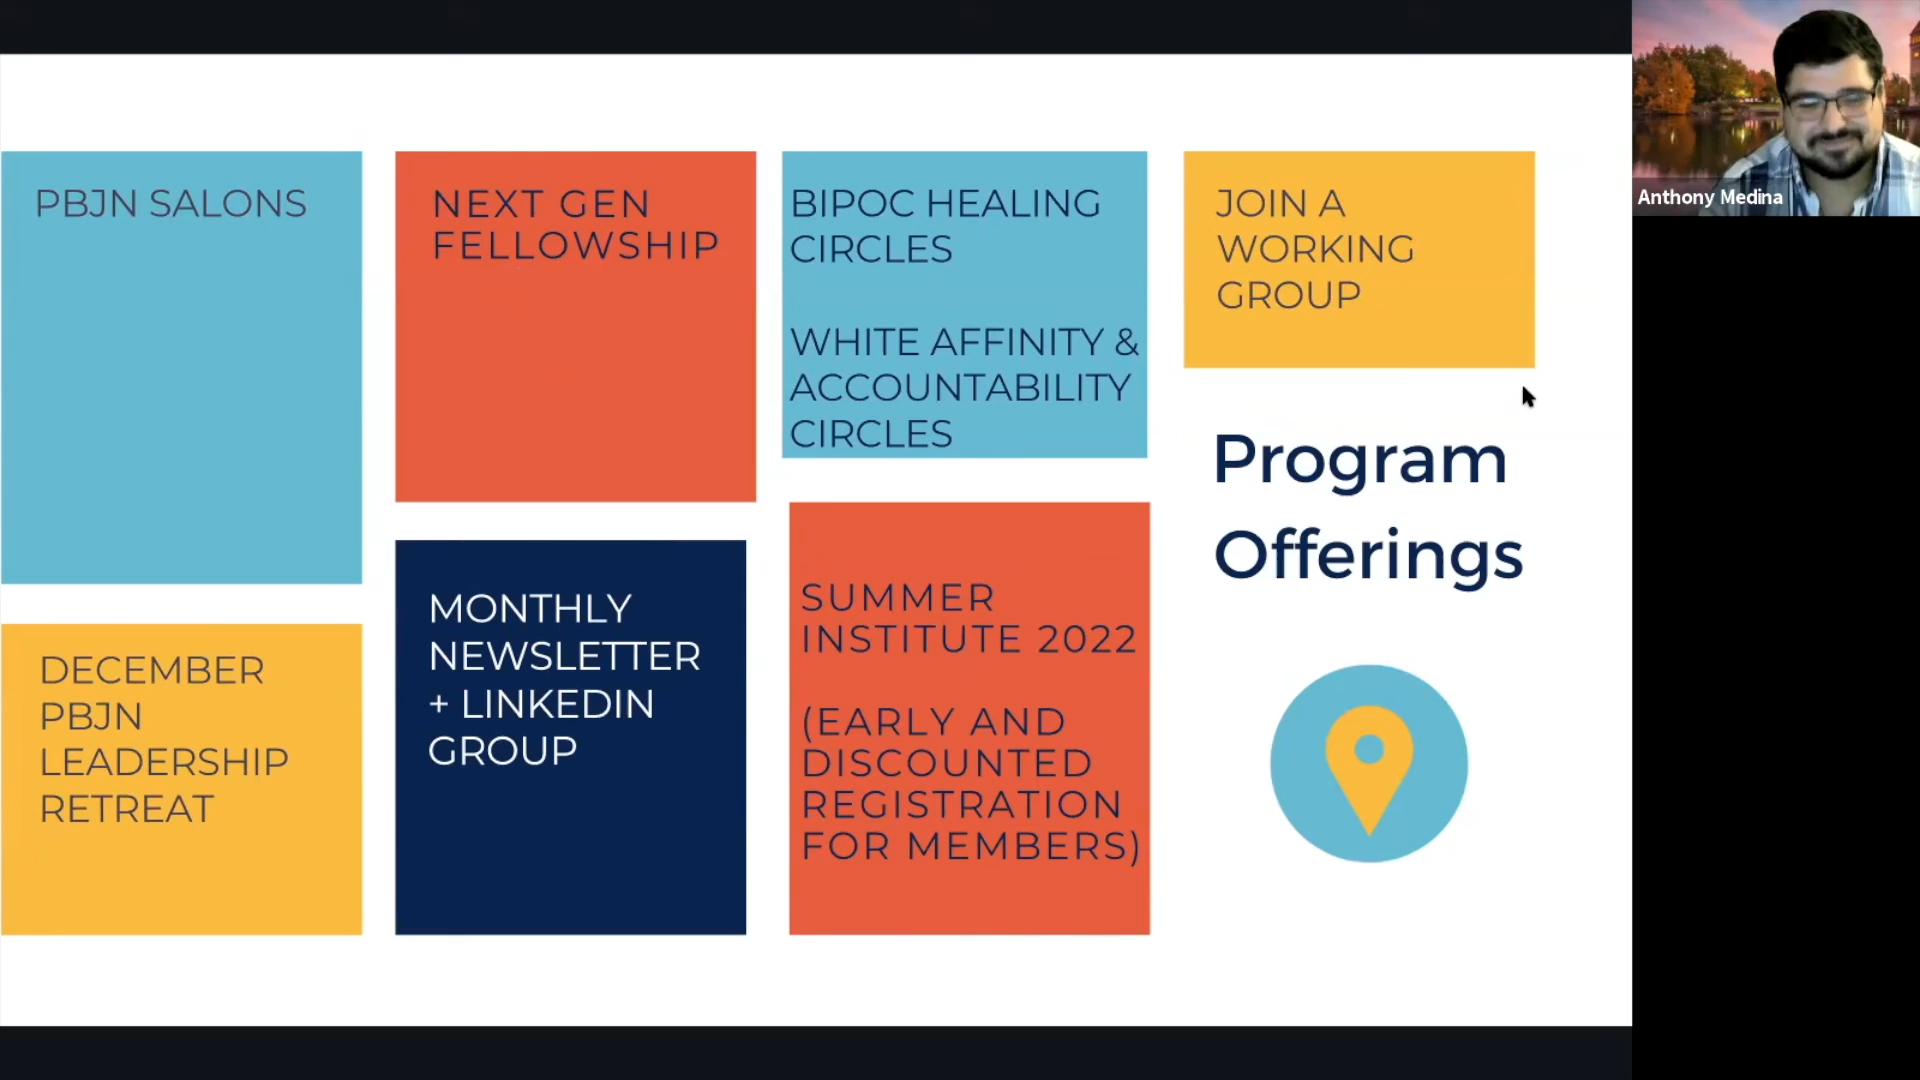 PBJN SALONS
NEXT GEN
FELLOWSHIP
BIPOC HEALING
CIRCLES
WHITE AFFINITY &
ACCOUNTABILITY
CIRCLES
JOIN A
WORKING
GROUP
Program
Offerings
DECEMBER
PBJN
LEADERSHIP
RETREAT
MONTHLY
NEWSLETTER
+ LINKEDIN
GROUP
SUMMER
INSTITUTE 2022
(EARLY AND
DISCOUNTED
REGISTRATION
FOR MEMBERS)
Anthony Medina